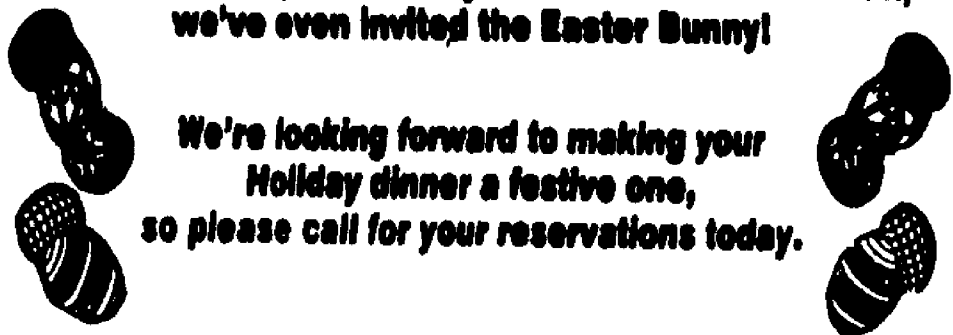 we've even invited the Easter Bunny!
We're looking forward to making your
Holiday dinner a festive one,
so please call for your reservations today.